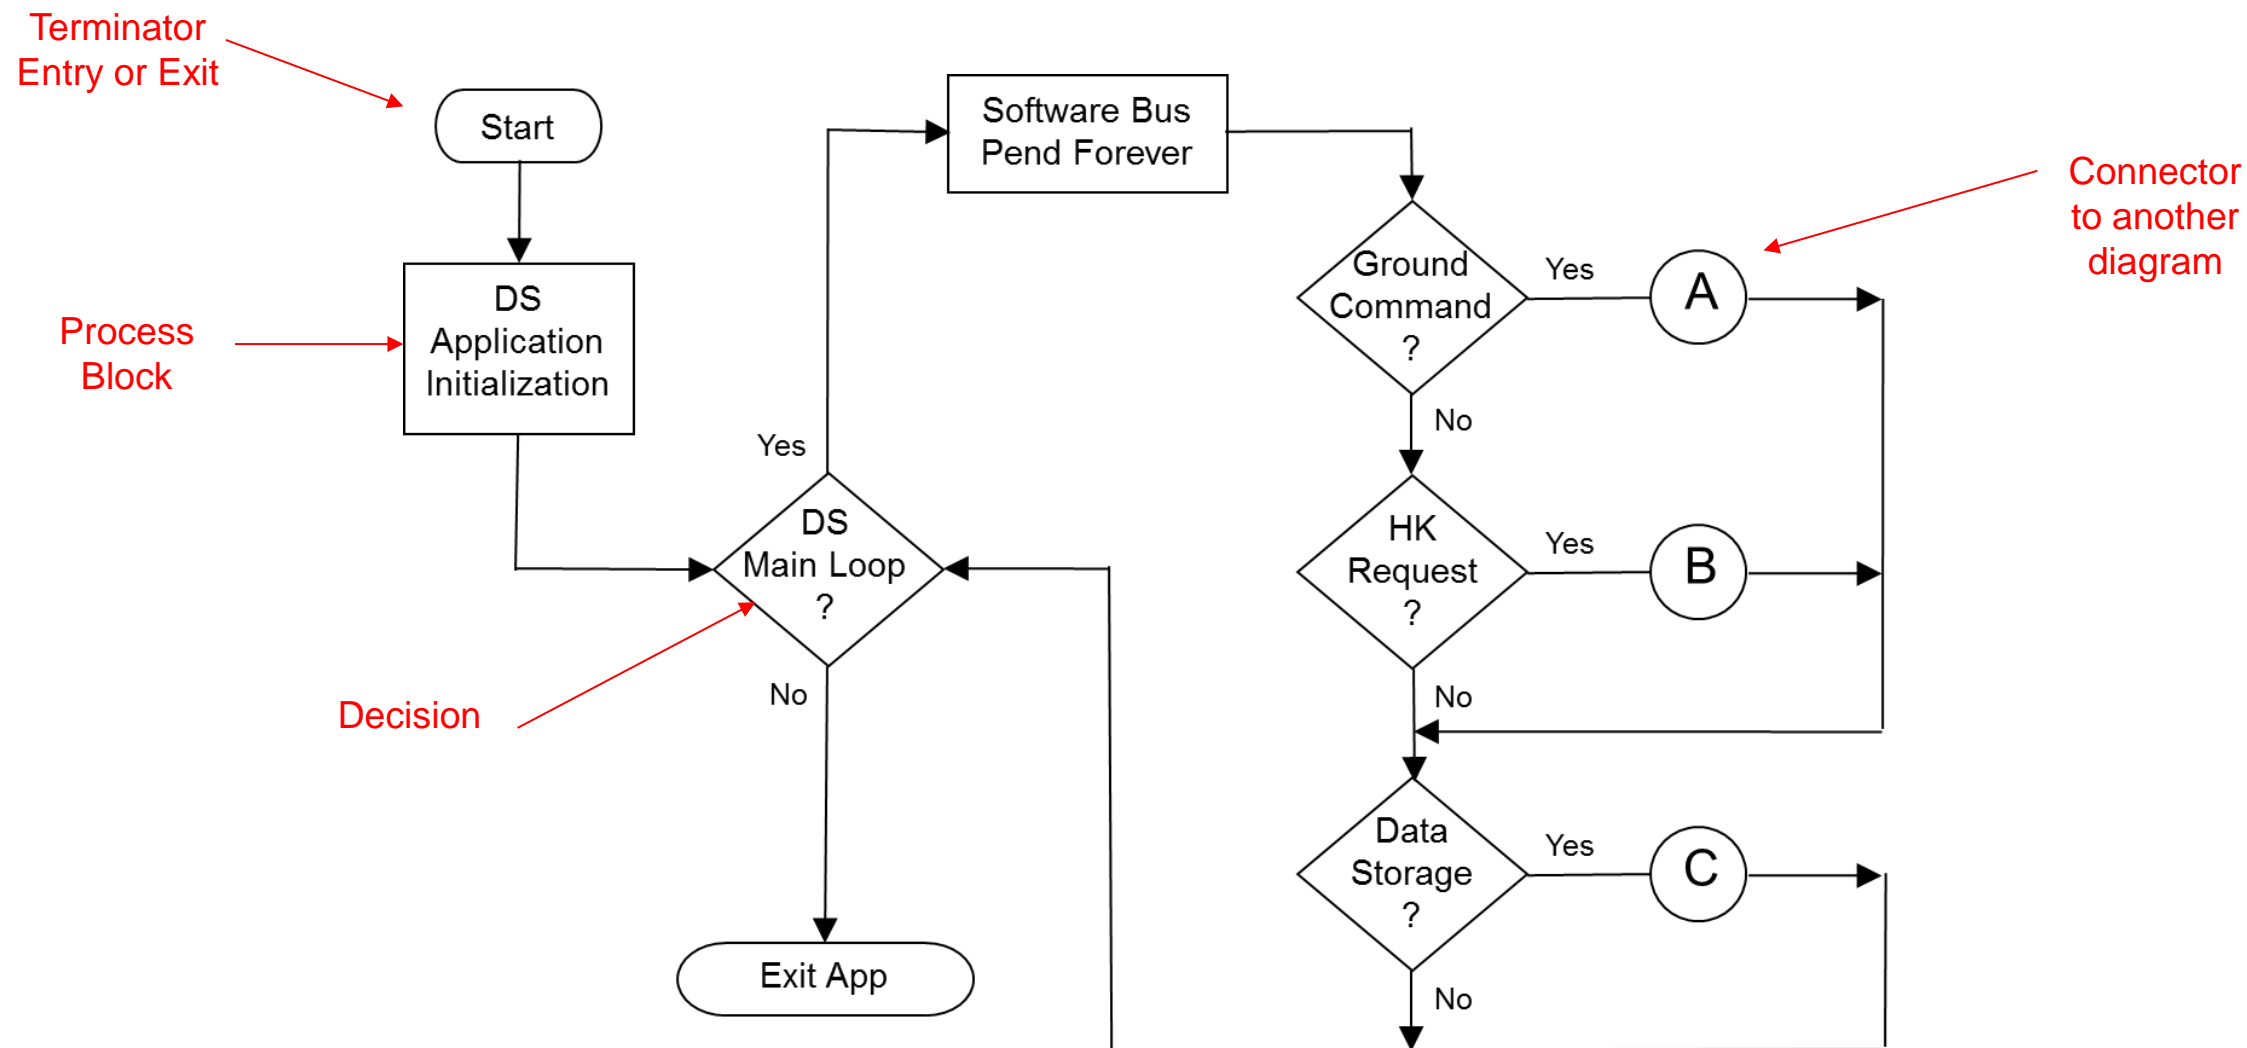 Terminator
Entry or Exit
Start
Process
Block
DS
Application
Initialization
Yes
DS
Main Loop
?
Decision
No
Exit App
Software Bus
Pend Forever
Ground
Command
?
Yes
A
Connector
to another
diagram
No
HK
Request
?
Yes
B
No
Data
Storage
?
Yes
C
No